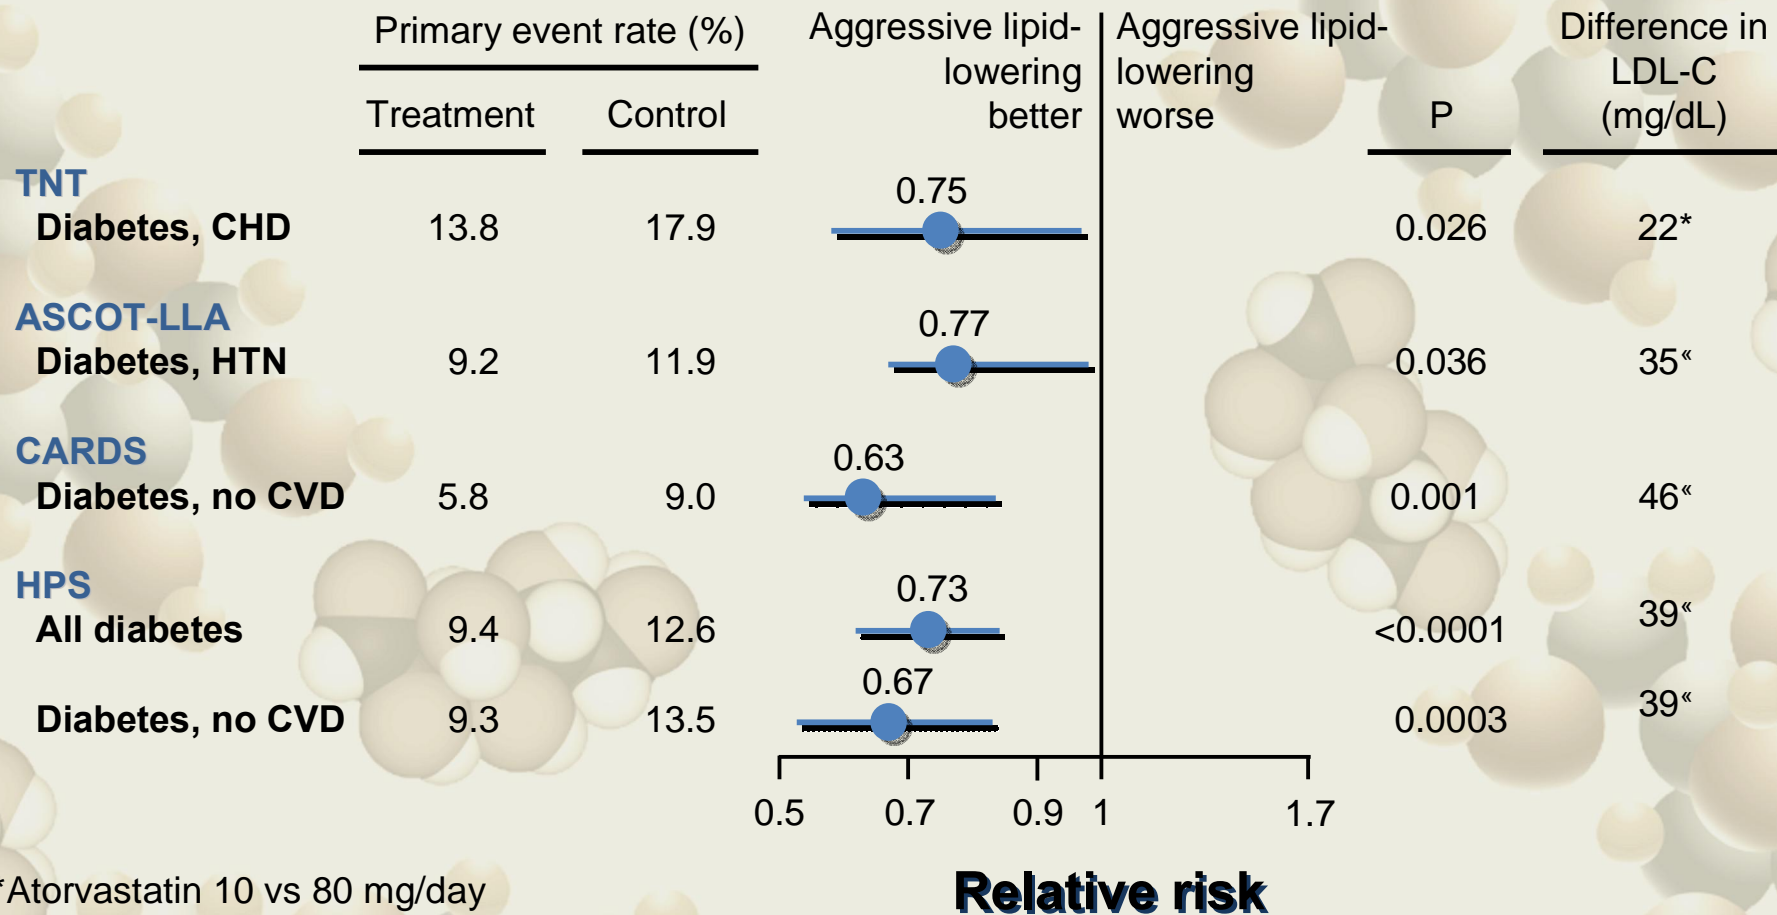 Primary event rate (%)
Treatment Control
Aggressive lipid-
lowering
better
Aggressive lipid-
lowering
worse
P
Difference in
LDL-C
(mg/dL)
TNT
Diabetes, CHD 13.8 17.9 0.75 0.026 22*
ASCOT-LLA
Diabetes, HTN 9.2 11.9 0.77 0.036 35«
CARDS
Diabetes, no CVD 5.8 9.0 0.63 0.001 46«
HPS
All diabetes 9.4 12.6 0.73 <0.0001 39«
Diabetes, no CVD 9.3 13.5 0.67 0.0003 39«
0.5 0.7 0.9 1 1.7
Relative risk
*Atorvastatin 10 vs 80 mg/day